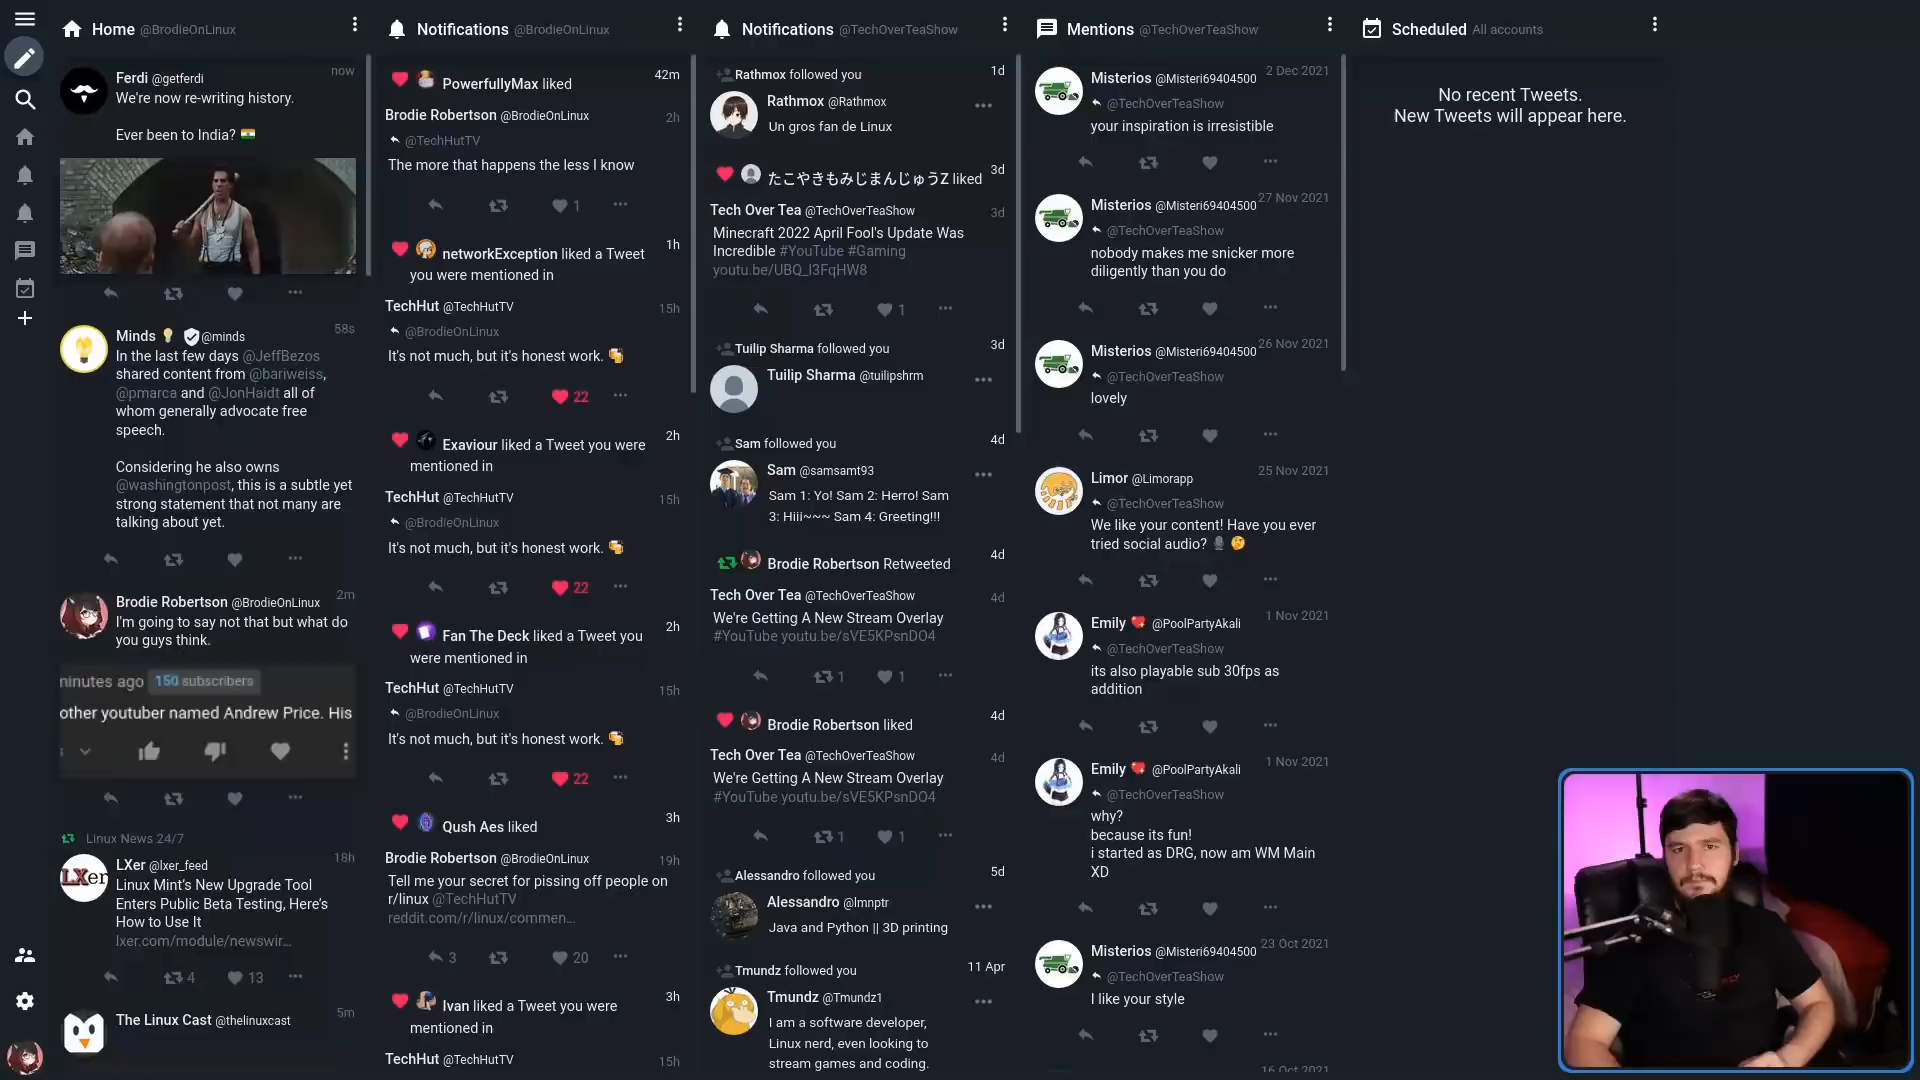 Home @BrodieOnLinux
Ferdi @getferdi
now
We're now re-writing history.
Ever been to India? 🇮🇳
Minds 💡 @minds
58s
In the last few days @JeffBezos
shared content from @bariweiss,
@pmarca and @JonHaidt all of
whom generally advocate free
speech.
Considering he also owns
@washingtonpost, this is a subtle yet
strong statement that not many are
talking about yet.
Brodie Robertson @BrodieOnLinux
2m
I'm going to say not that but what do
you guys think.
minutes ago 150 subscribers
other youtuber named Andrew Price. His
Linux News 24/7
LXer
LXer @lxer_feed
18h
Linux Mint's New Upgrade Tool
Enters Public Beta Testing, Here's
How to Use It
lxer.com/module/newswir...
4 13
The Linux Cast @thelinuxcast
5m
Notifications @BrodieOnLinux
PowerfullyMax liked
42m
Brodie Robertson @BrodieOnLinux
2h
@TechHutTV
The more that happens the less I know
1
networkException liked a Tweet
1h
you were mentioned in
TechHut @TechHutTV
15h
@BrodieOnLinux
It's not much, but it's honest work. 🍻
22
Exaviour liked a Tweet you were
2h
mentioned in
TechHut @TechHutTV
15h
@BrodieOnLinux
It's not much, but it's honest work. 🍻
22
Fan The Deck liked a Tweet you
2h
were mentioned in
TechHut @TechHutTV
15h
@BrodieOnLinux
It's not much, but it's honest work. 🍻
22
Qush Aes liked
3h
Brodie Robertson @BrodieOnLinux
19h
Tell me your secret for pissing off people on
r/linux @TechHutTV
reddit.com/r/linux/commen...
3 20
Ivan liked a Tweet you were
3h
mentioned in
TechHut @TechHutTV
15h
Notifications @TechOverTeaShow
Rathmox followed you
1d
Rathmox @Rathmox
Un gros fan de Linux
たこやきもみじまんじゅうZ liked
3d
Tech Over Tea @TechOverTeaShow
3d
Minecraft 2022 April Fool's Update Was
Incredible #YouTube #Gaming
youtu.be/UBQ_I3FqHW8
1
Tuilip Sharma followed you
3d
Tuilip Sharma @tuilipshrm
Sam followed you
4d
Sam @samsamt93
Sam 1: Yo! Sam 2: Herro! Sam
3: Hiii~~~ Sam 4: Greeting!!!
Brodie Robertson Retweeted
4d
Tech Over Tea @TechOverTeaShow
4d
We're Getting A New Stream Overlay
#YouTube youtu.be/sVE5KPsnDO4
1 1
Brodie Robertson liked
4d
Tech Over Tea @TechOverTeaShow
4d
We're Getting A New Stream Overlay
#YouTube youtu.be/sVE5KPsnDO4
1 1
Alessandro followed you
5d
Alessandro @lmnptr
Java and Python || 3D printing
Tmundz followed you
11 Apr
Tmundz @Tmundz1
I am a software developer,
Linux nerd, even looking to
stream games and coding.
Mentions @TechOverTeaShow
Misterios @Misteri69404500
2 Dec 2021
@TechOverTeaShow
your inspiration is irresistible
Misterios @Misteri69404500
27 Nov 2021
@TechOverTeaShow
nobody makes me snicker more
diligently than you do
Misterios @Misteri69404500
26 Nov 2021
@TechOverTeaShow
lovely
Limor @Limorapp
25 Nov 2021
@TechOverTeaShow
We like your content! Have you ever
tried social audio? 🎙 🤔
Emily 💖 @PoolPartyAkali
1 Nov 2021
@TechOverTeaShow
its also playable sub 30fps as
addition
Emily 💖 @PoolPartyAkali
1 Nov 2021
@TechOverTeaShow
why?
because its fun!
i started as DRG, now am WM Main
XD
Misterios @Misteri69404500
23 Oct 2021
@TechOverTeaShow
I like your style
16 Oct 2021
Scheduled All accounts
No recent Tweets.
New Tweets will appear here.